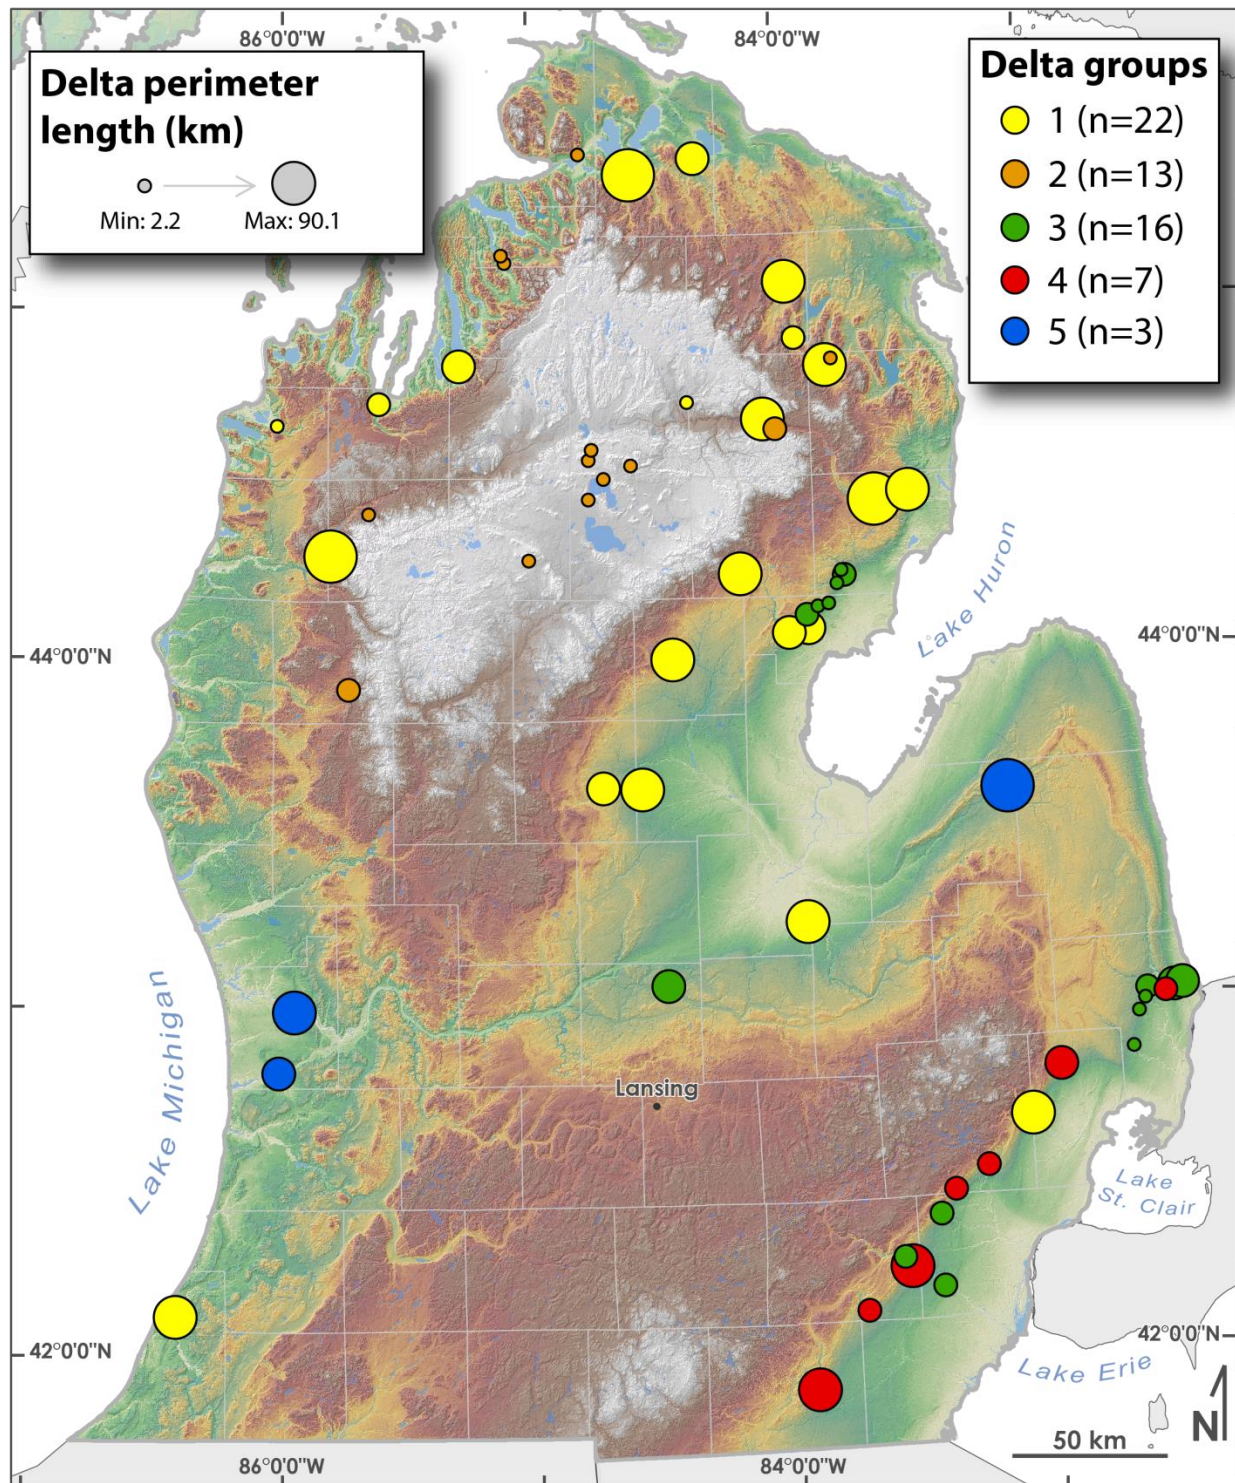 86°0'0"W
84°0'0"W
Delta perimeter
length (km)
Min: 2.2
Max: 90.1
Delta groups
1 (n=22)
2 (n=13)
3 (n=16)
4 (n=7)
5 (n=3)
Lake Huron
44°0'0"N
44°0'0"N
Lake Michigan
Lansing
Lake
St. Clair
42°0'0"N
42°0'0"N
Lake Erie
N
50 km
86°0'0"W
84°0'0"W